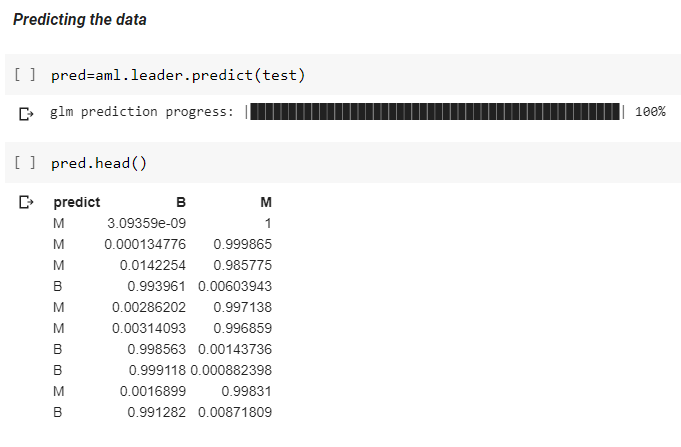 Predicting the data
[ ] pred=aml.leader.predict(test)
glm prediction progress: |████████████████████████████████████████████████| 100%
[ ] pred.head()
predict B M
M 3.09359e-09 1
M 0.000134776 0.999865
M 0.0142254 0.985775
B 0.993961 0.00603943
M 0.00286202 0.997138
M 0.00314093 0.996859
B 0.998563 0.00143736
B 0.999118 0.000882398
M 0.0016899 0.99831
B 0.991282 0.00871809